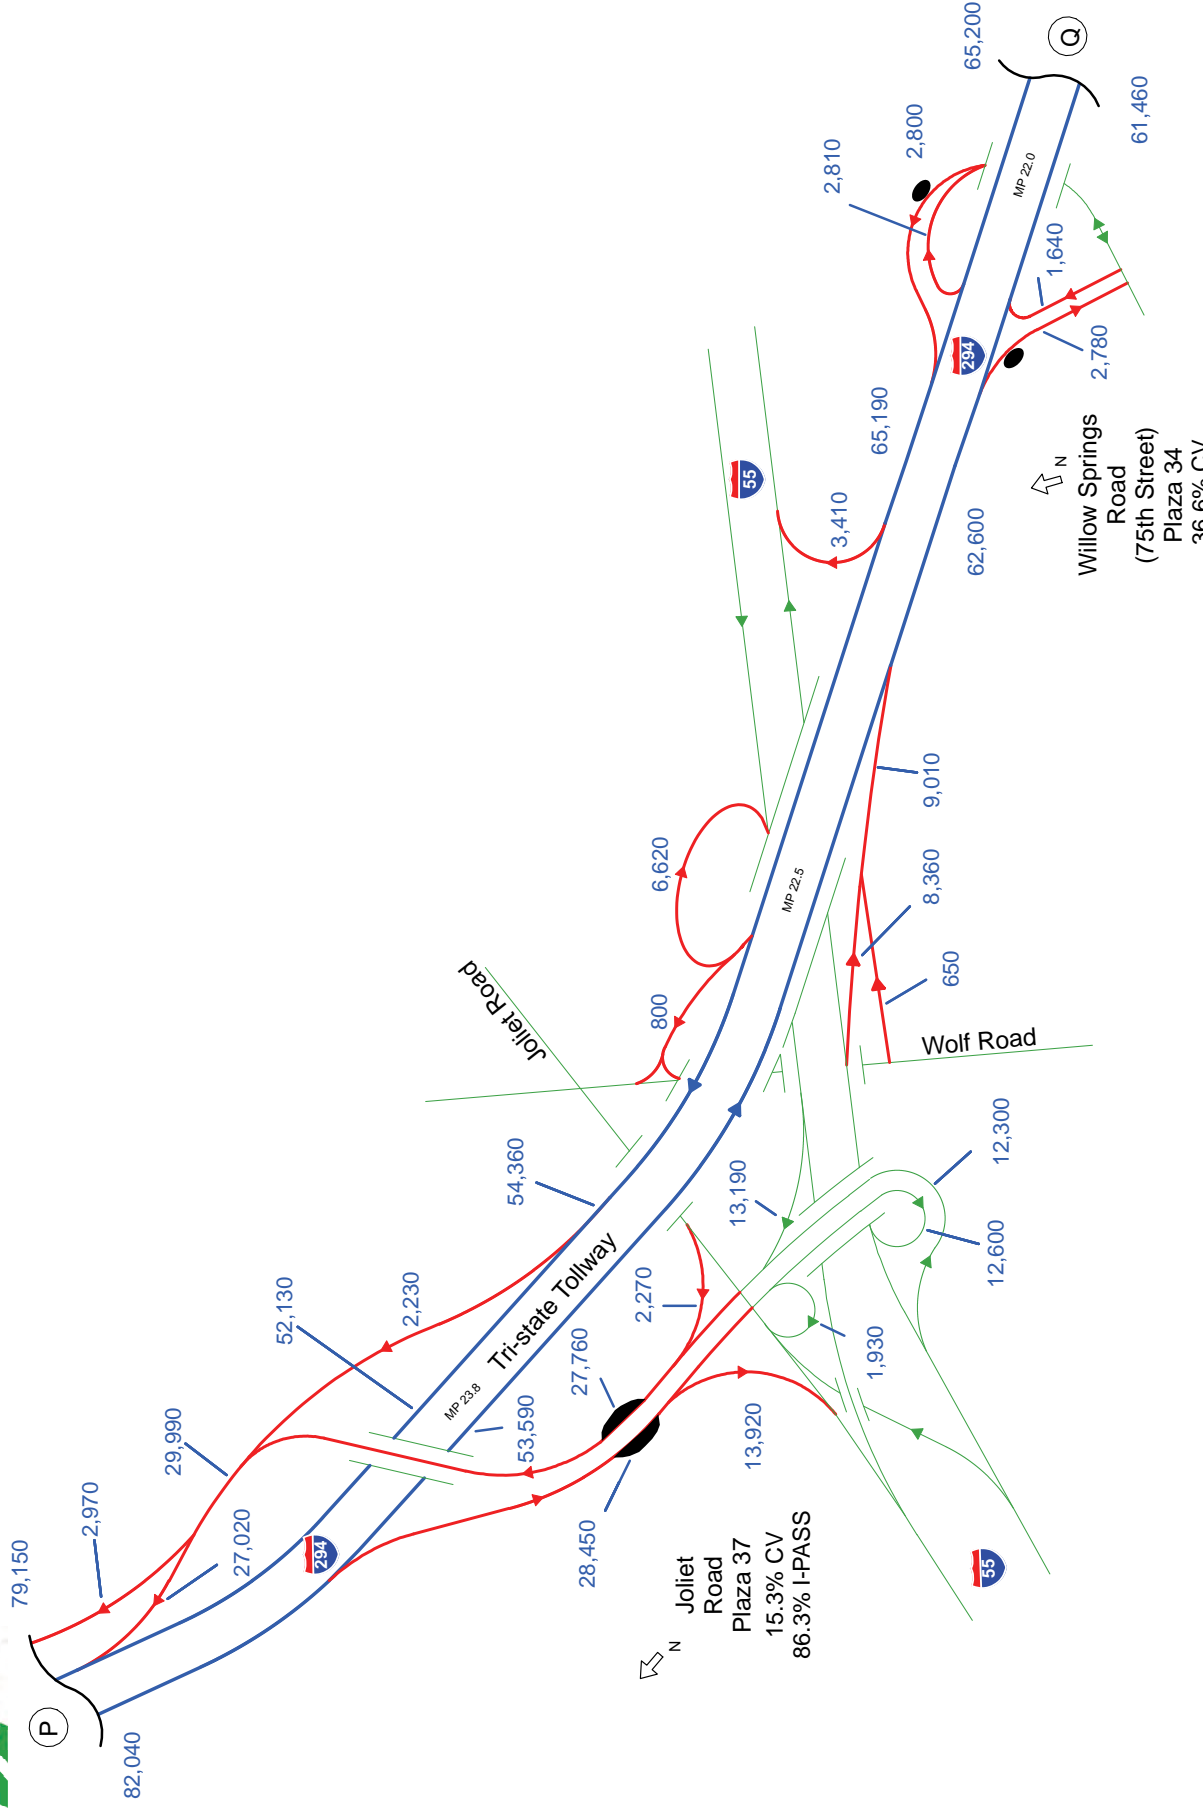 79,150
2,970
29,990
27,020
P
82,040
294
52,130
2,230
54,360
MP 23.8
Tri-state Tollway
53,590
27,760
28,450
Joliet
Road
Plaza 37
15.3% CV
86.3% I-PASS
N
13,920
2,270
13,190
1,930
12,600
12,300
55
Joliet Road
800
6,620
MP 22.5
Wolf Road
650
8,360
9,010
55
3,410
65,190
62,600
294
2,810
2,800
1,640
2,780
N
Willow Springs
Road
(75th Street)
Plaza 34
36.6% CV
MP 22.0
65,200
Q
61,460